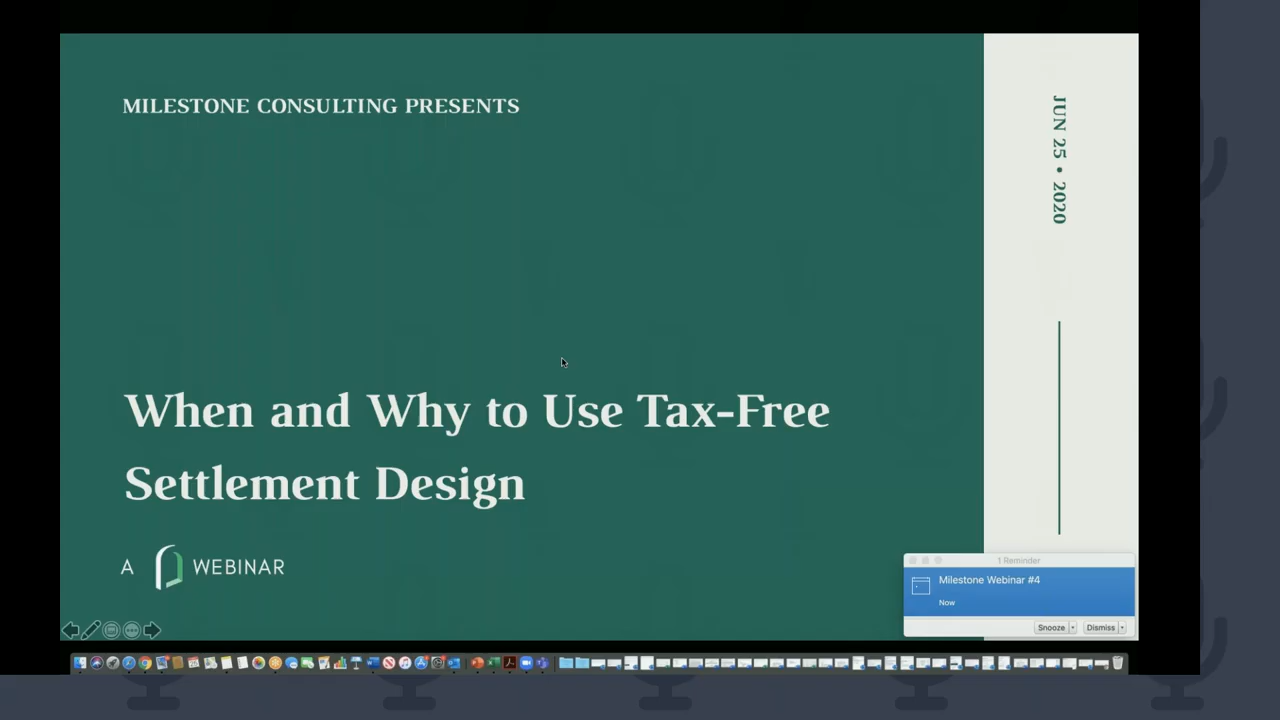 MILESTONE CONSULTING PRESENTS
JUN 25 • 2020
When and Why to Use Tax-Free
Settlement Design
A WEBINAR
1 Reminder
Milestone Webinar #4
Now
Snooze
Dismiss